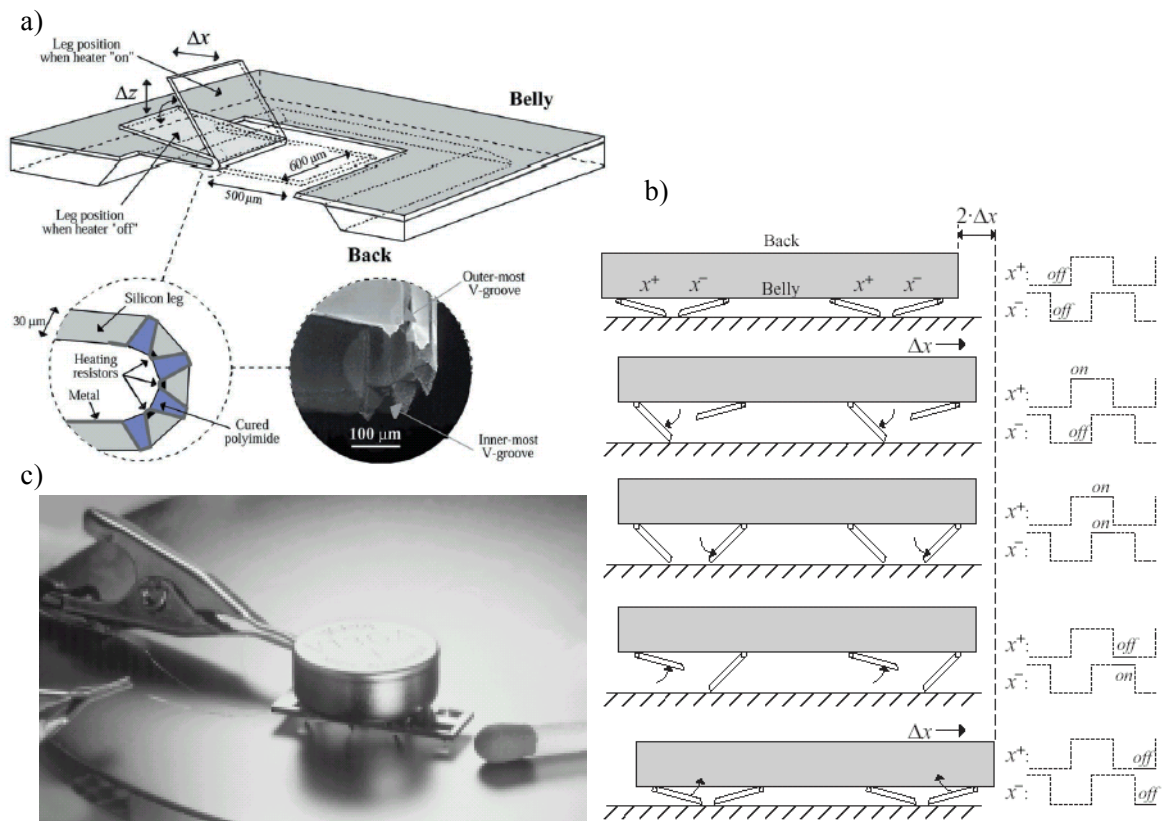 a)
Leg position
when heater "on"
Δx
Δz
Belly
600 μm
500 μm
Leg position
when heater "off"
Back
Silicon leg
30 μm
Heating
resistors
Metal
Cured
polyimide
Outer-most
V-groove
100 μm
Inner-most
V-groove
b)
2·Δx
Back
x⁺ x⁻ Belly x⁺ x⁻
x⁺: off
x⁻: off
Δx
x⁺: on
x⁻: off
x⁺: on
x⁻: on
x⁺: off
x⁻: on
Δx
x⁺: off
x⁻: off
c)